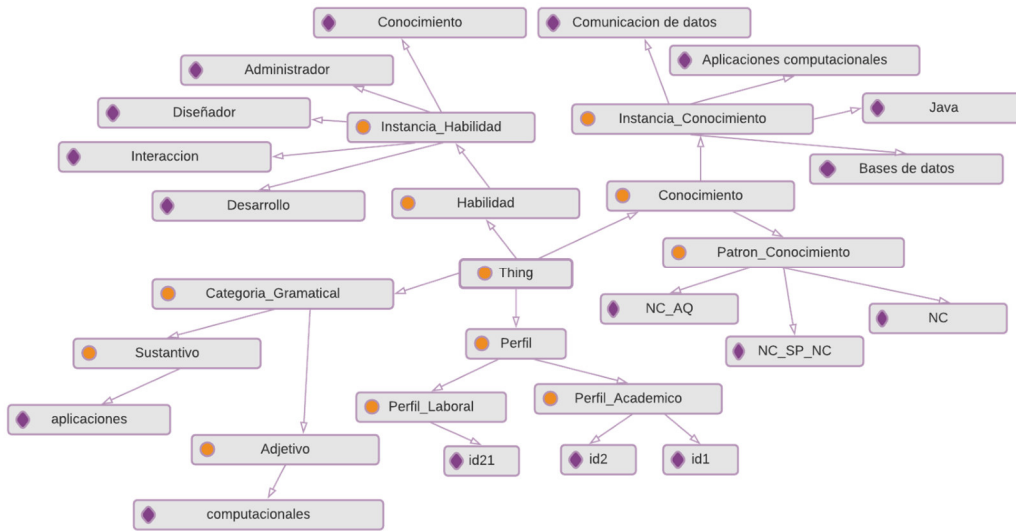 Conocimiento
Comunicacion de datos
Administrador
Aplicaciones computacionales
Diseñador
Java
Instancia_Habilidad
Instancia_Conocimiento
Interaccion
Bases de datos
Desarrollo
Habilidad
Conocimiento
Patron_Conocimiento
Thing
Categoria_Gramatical
NC_AQ
NC
Perfil
NC_SP_NC
Sustantivo
Perfil_Laboral
Perfil_Academico
aplicaciones
Adjetivo
id21
id2
id1
computacionales